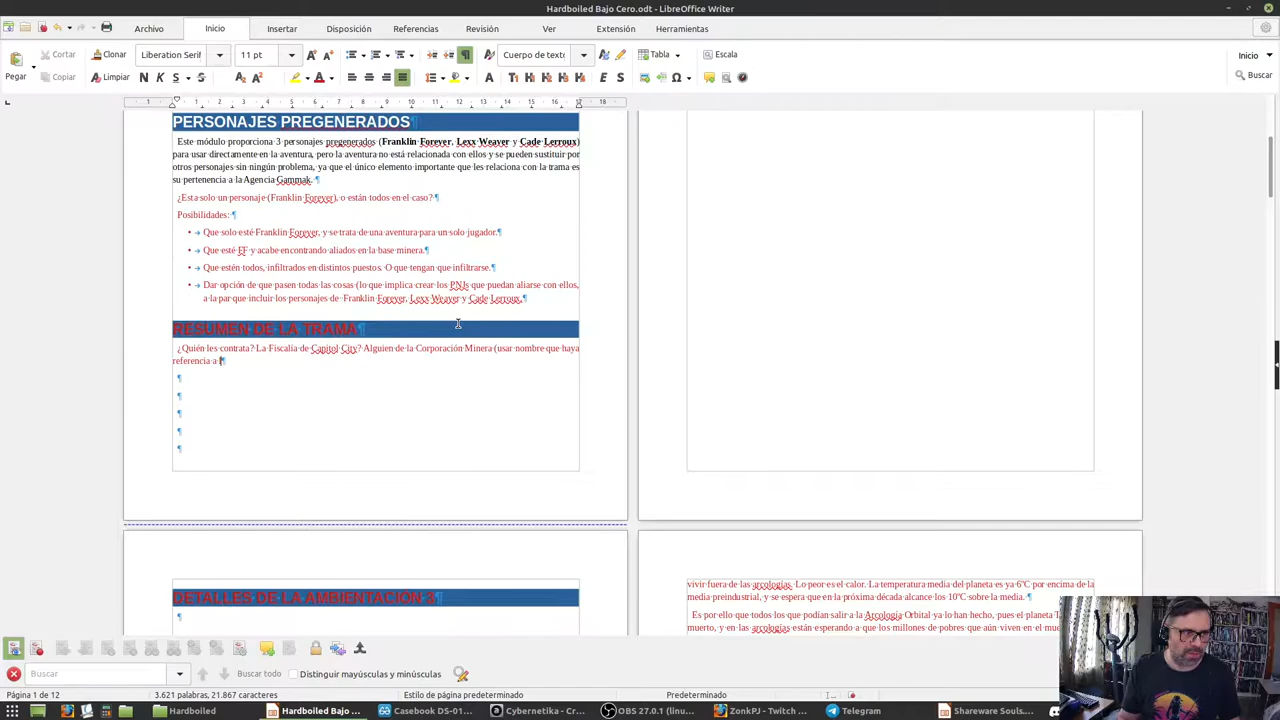 Hardboiled Bajo Cero.odt - LibreOffice Writer
Archivo Inicio Insertar Disposición Referencias Revisión Ver Extensión Herramientas
Pegar Cortar Clonar Liberation Serif 11 pt Cuerpo de texto Tabla Escala Inicio
Copiar Limpiar Buscar
PERSONAJES PREGENERADOS¶
Este módulo proporciona 3 personajes pregenerados (Franklin Forever, Lexx Weaver y Cade Lerroux)
para usar directamente en la aventura, pero la aventura no está relacionada con ellos y se pueden sustituir por
otros personajes sin ningún problema, ya que el único elemento importante que les relaciona con la trama es
su pertenencia a la Agencia Gammak. ¶
¿Esta solo un personaje (Franklin Forever), o están todos en el caso? ¶
Posibilidades: ¶
• Que solo esté Franklin Forever, y se trata de una aventura para un solo jugador.¶
• Que esté FF y acabe encontrando aliados en la base minera.¶
• Que estén todos, infiltrados en distintos puestos. O que tengan que infiltrarse.¶
• Dar opción de que pasen todas las cosas (lo que implica crear los PNJs que puedan aliarse con ellos,
a la par que incluir los personajes de Franklin Forever, Lexx Weaver y Cade Lerroux.¶
RESUMEN DE LA TRAMA¶
¿Quién les contrata? La Fiscalía de Capitol City? Alguien de la Corporación Minera (usar nombre que haya
referencia a l¶
¶
¶
¶
¶
¶
DETALLES DE LA AMBIENTACIÓN 3¶
¶
vivir fuera de las arcologías. Lo peor es el calor. La temperatura media del planeta es ya 6ºC por encima de la
media preindustrial, y se espera que en la próxima década alcance los 10ºC sobre la media. ¶
Es por ello que todos los que podían salir a la Arcología Orbital ya lo han hecho, pues el planeta T
muerto, y en las arcologías están esperando a que los millones de pobres que aún viven en el mu
Buscar Buscar todo Distinguir mayúsculas y minúsculas
Página 1 de 12 3.621 palabras, 21.867 caracteres Estilo de página predeterminado Predeterminado
Hardboiled Hardboiled Bajo ... Casebook DS-01... Cybernetika - Cr... OBS 27.0.1 (linu... ZonkPJ - Twitch ... Telegram Shareware Souls...